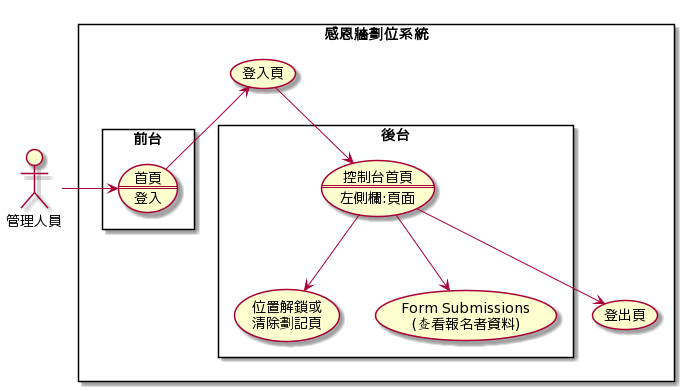 感恩牆劃位系統
登入頁
前台
後台
首頁
登入
控制台首頁
左側欄:頁面
管理人員
位置解鎖或
清除劃記頁
Form Submissions
(查看報名者資料)
登出頁